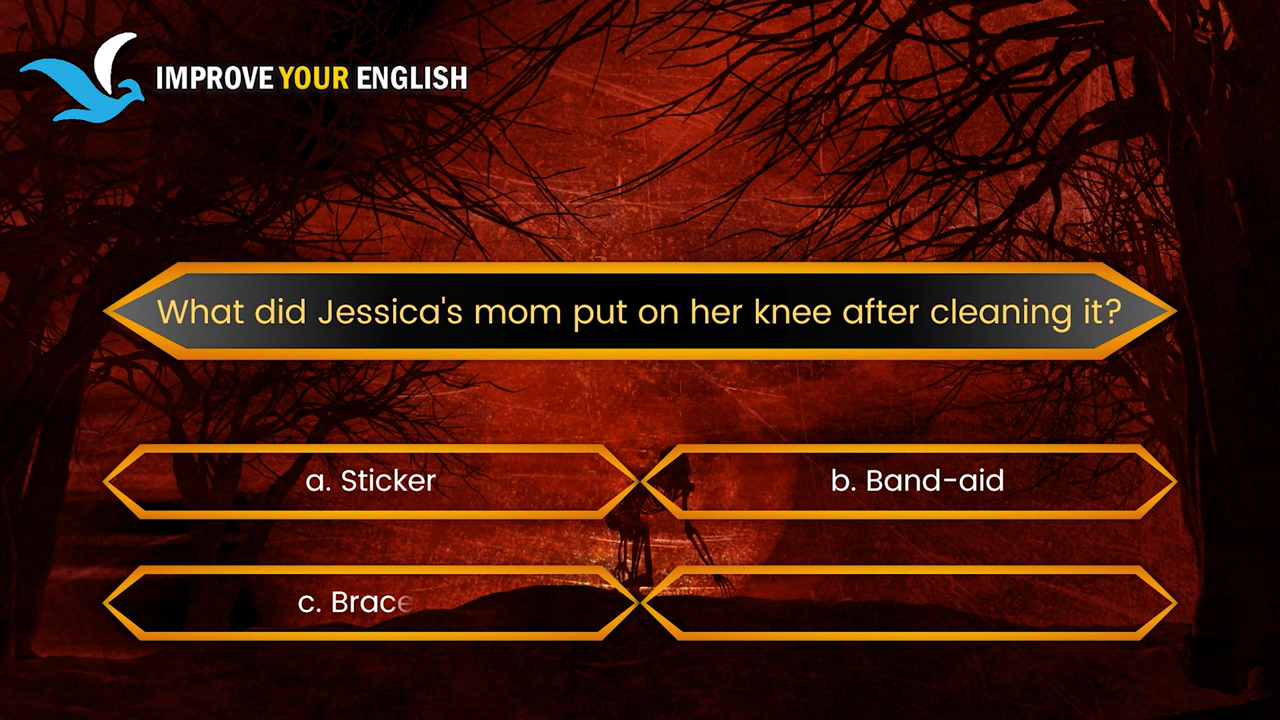 IMPROVE YOUR ENGLISH
What did Jessica's mom put on her knee after cleaning it?
a. Sticker
b. Band-aid
c. Brace